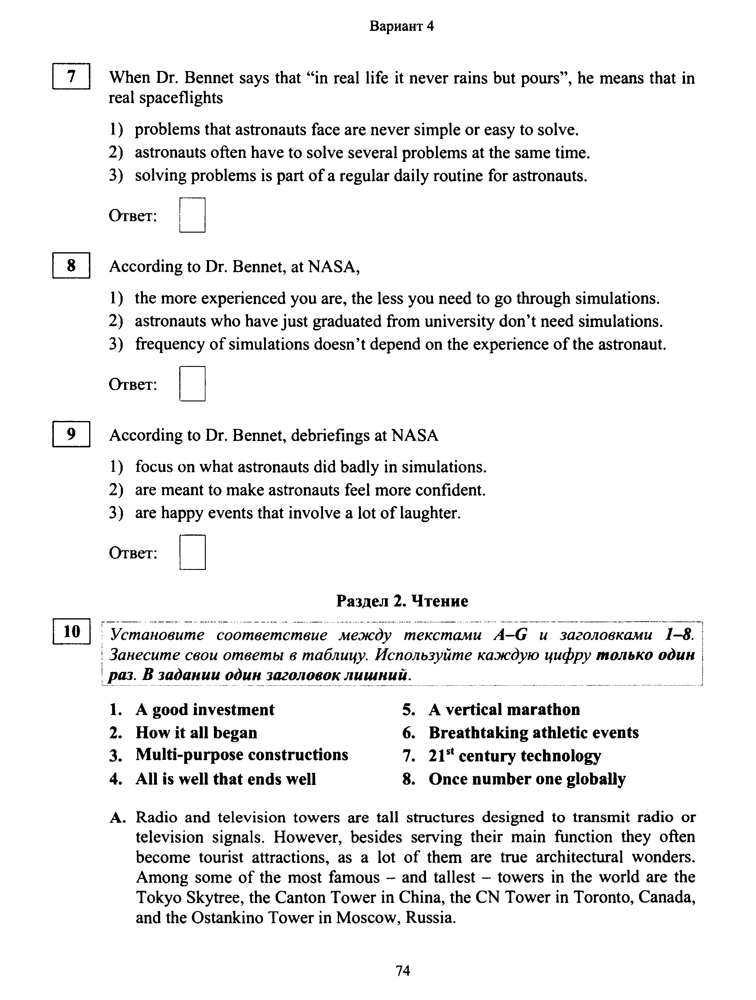 Вариант 4
7 When Dr. Bennet says that “in real life it never rains but pours”, he means that in
real spaceflights
1) problems that astronauts face are never simple or easy to solve.
2) astronauts often have to solve several problems at the same time.
3) solving problems is part of a regular daily routine for astronauts.
Ответ:
8 According to Dr. Bennet, at NASA,
1) the more experienced you are, the less you need to go through simulations.
2) astronauts who have just graduated from university don’t need simulations.
3) frequency of simulations doesn’t depend on the experience of the astronaut.
Ответ:
9 According to Dr. Bennet, debriefings at NASA
1) focus on what astronauts did badly in simulations.
2) are meant to make astronauts feel more confident.
3) are happy events that involve a lot of laughter.
Ответ:
Раздел 2. Чтение
10 Установите соответствие между текстами A–G и заголовками 1–8.
Занесите свои ответы в таблицу. Используйте каждую цифру только один
раз. В задании один заголовок лишний.
1. A good investment
2. How it all began
3. Multi-purpose constructions
4. All is well that ends well
5. A vertical marathon
6. Breathtaking athletic events
7. 21st century technology
8. Once number one globally
A. Radio and television towers are tall structures designed to transmit radio or
television signals. However, besides serving their main function they often
become tourist attractions, as a lot of them are true architectural wonders.
Among some of the most famous – and tallest – towers in the world are the
Tokyo Skytree, the Canton Tower in China, the CN Tower in Toronto, Canada,
and the Ostankino Tower in Moscow, Russia.
74